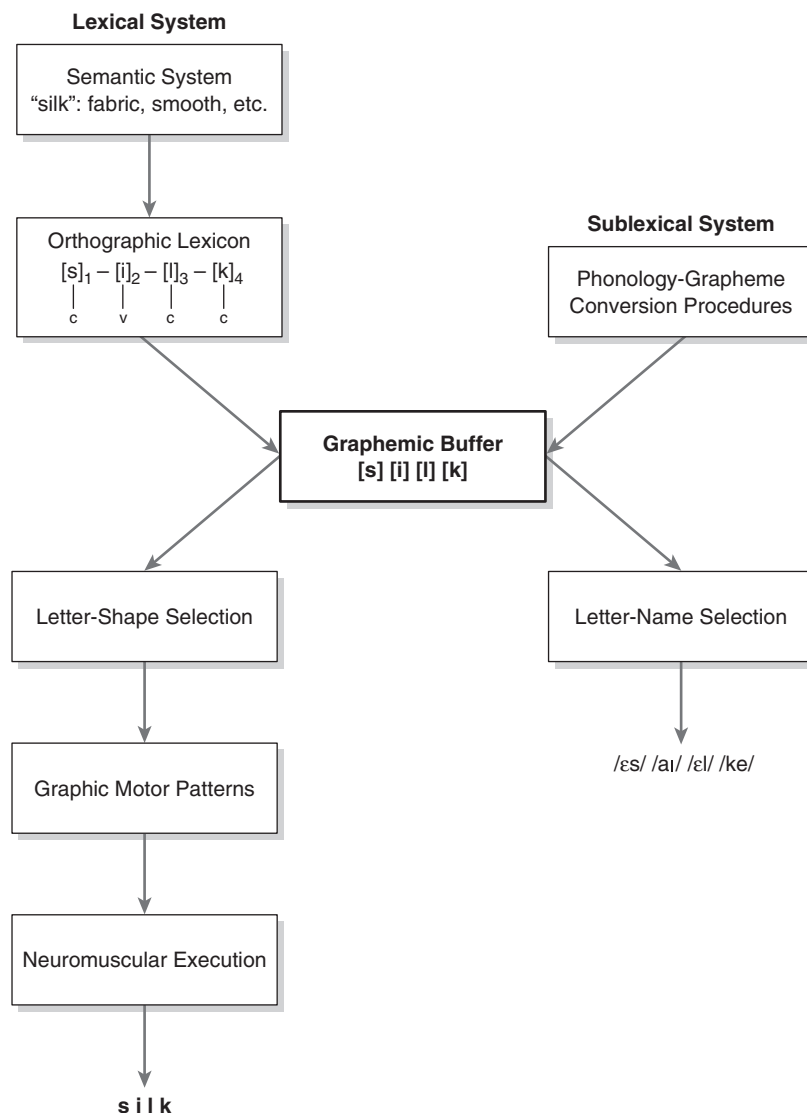 Lexical System
Semantic System
“silk”: fabric, smooth, etc.
Orthographic Lexicon
[s]1 – [i]2 – [l]3 – [k]4
c v c c
Sublexical System
Phonology-Grapheme
Conversion Procedures
Graphemic Buffer
[s] [i] [l] [k]
Letter-Shape Selection
Letter-Name Selection
Graphic Motor Patterns
/ɛs/ /aɪ/ /ɛl/ /ke/
Neuromuscular Execution
s i l k